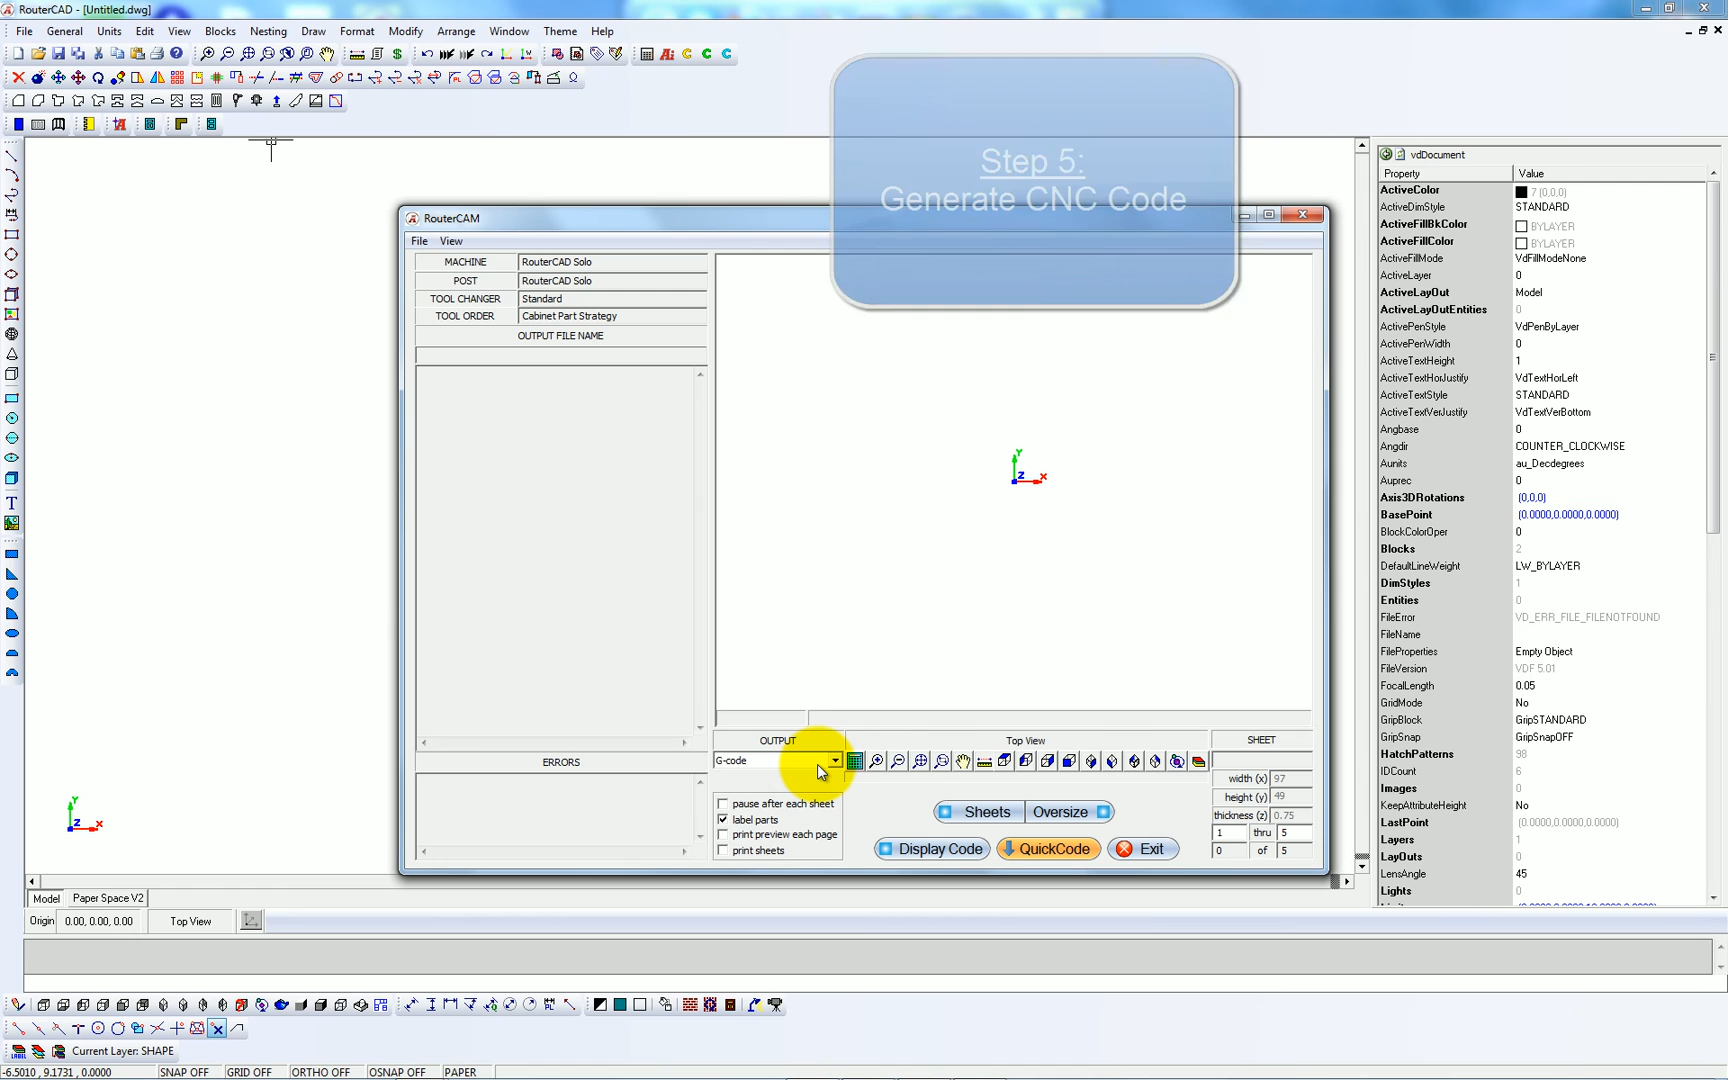 RouterCAD - [Untitled.dwg]
File General Units Edit View Blocks Nesting Draw Format Modify Arrange Window Theme Help
Step 5:
Generate CNC Code
RouterCAM
File View
MACHINE RouterCAD Solo
POST RouterCAD Solo
TOOL CHANGER Standard
TOOL ORDER Cabinet Part Strategy
OUTPUT FILE NAME
ERRORS
Y
Z X
OUTPUT
G-code
pause after each sheet
label parts
print preview each page
print sheets
Top View
Sheets Oversize
Display Code QuickCode Exit
SHEET
width (x) 97
height (y) 49
thickness (z) 0.75
1 thru 5
0 of 5
vdDocument
Property Value
ActiveColor 7 (0,0,0)
ActiveDimStyle STANDARD
ActiveFillBkColor BYLAYER
ActiveFillColor BYLAYER
ActiveFillMode VdFillModeNone
ActiveLayer 0
ActiveLayOut Model
ActiveLayOutEntities 0
ActivePenStyle VdPenByLayer
ActivePenWidth 0
ActiveTextHeight 1
ActiveTextHorJustify VdTextHorLeft
ActiveTextStyle STANDARD
ActiveTextVerJustify VdTextVerBottom
Angbase 0
Angdir COUNTER_CLOCKWISE
Aunits au_Decdegrees
Auprec 0
Axis3DRotations (0,0,0)
BasePoint (0.0000,0.0000,0.0000)
BlockColorOper 0
Blocks 2
DefaultLineWeight LW_BYLAYER
DimStyles 1
Entities 0
FileError VD_ERR_FILE_FILENOTFOUND
FileName
FileProperties Empty Object
FileVersion VDF 5.01
FocalLength 0.05
GridMode No
GripBlock GripSTANDARD
GripSnap GripSnapOFF
HatchPatterns 98
IDCount 6
Images 0
KeepAttributeHeight No
LastPoint (0.0000,0.0000,0.0000)
Layers 1
LayOuts 0
LensAngle 45
Lights 0
Y
Z X
Model Paper Space V2
Origin 0.00, 0.00, 0.00 Top View
Current Layer: SHAPE
-6.5010 , 9.1731 , 0.0000 SNAP OFF GRID OFF ORTHO OFF OSNAP OFF PAPER